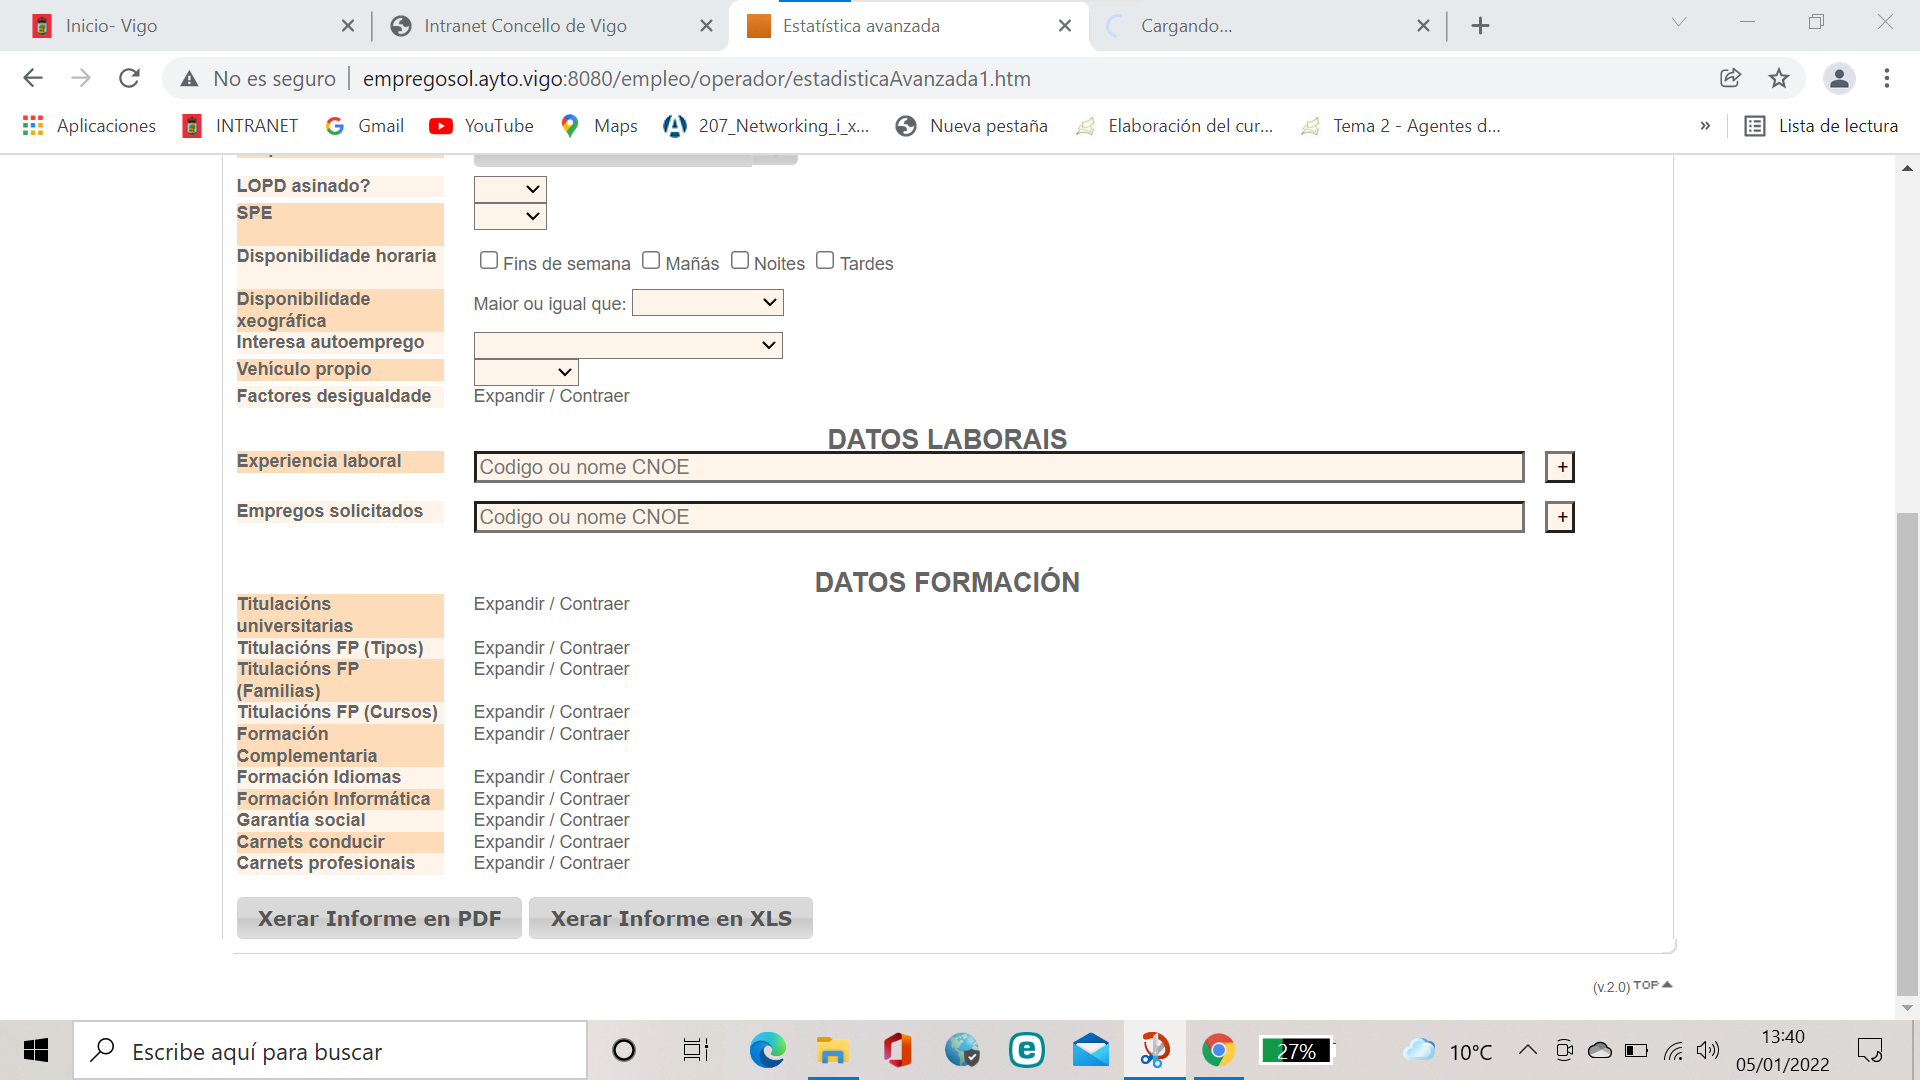 Inicio- Vigo
Intranet Concello de Vigo
Estatística avanzada
Cargando...
No es seguro
empregosol.ayto.vigo:8080/empleo/operador/estadisticaAvanzada1.htm
Aplicaciones
INTRANET
Gmail
YouTube
Maps
207_Networking_i_x...
Nueva pestaña
Elaboración del cur...
Tema 2 - Agentes d...
»
Lista de lectura
LOPD asinado?
SPE
Disponibilidade horaria
Fins de semana Mañás Noites Tardes
Disponibilidade
xeográfica
Maior ou igual que:
Interesa autoemprego
Vehículo propio
Factores desigualdade
Expandir / Contraer
DATOS LABORAIS
Experiencia laboral
Codigo ou nome CNOE
+
Empregos solicitados
Codigo ou nome CNOE
+
DATOS FORMACIÓN
Titulacións
universitarias
Expandir / Contraer
Titulacións FP (Tipos)
Expandir / Contraer
Titulacións FP
(Familias)
Expandir / Contraer
Titulacións FP (Cursos)
Expandir / Contraer
Formación
Complementaria
Expandir / Contraer
Formación Idiomas
Expandir / Contraer
Formación Informática
Expandir / Contraer
Garantía social
Expandir / Contraer
Carnets conducir
Expandir / Contraer
Carnets profesionais
Expandir / Contraer
Xerar Informe en PDF
Xerar Informe en XLS
(v.2.0) TOP
Escribe aquí para buscar
27%
10°C
13:40
05/01/2022